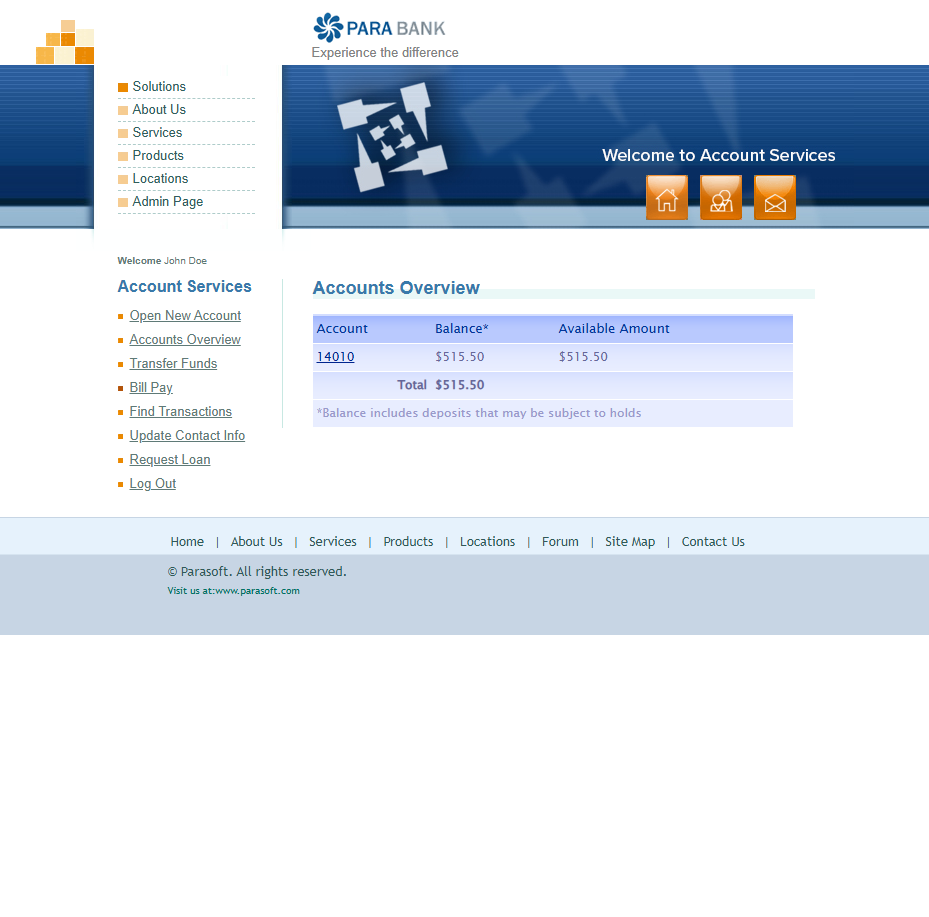 PARA BANK
Experience the difference
Solutions
About Us
Services
Products
Locations
Admin Page
Welcome to Account Services
Welcome John Doe
Account Services
Open New Account
Accounts Overview
Transfer Funds
Bill Pay
Find Transactions
Update Contact Info
Request Loan
Log Out
Accounts Overview
Account Balance* Available Amount
14010 $515.50 $515.50
Total $515.50
*Balance includes deposits that may be subject to holds
Home | About Us | Services | Products | Locations | Forum | Site Map | Contact Us
© Parasoft. All rights reserved.
Visit us at:www.parasoft.com